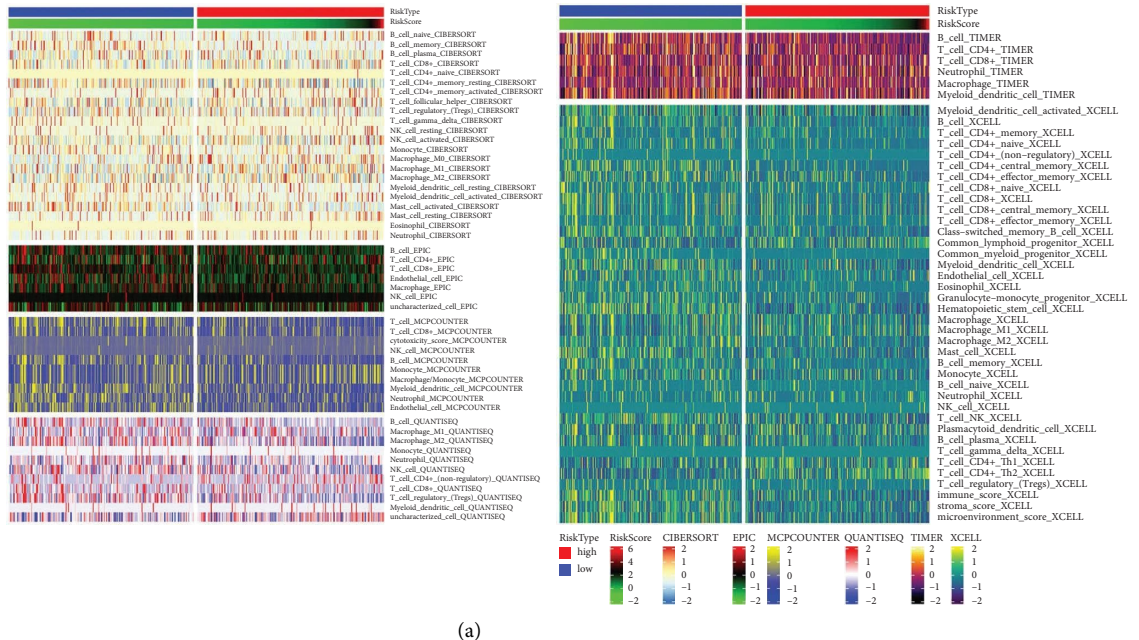 RiskType
RiskScore
B_cell_naive_CIBERSORT
B_cell_memory_CIBERSORT
B_cell_plasma_CIBERSORT
T_cell_CD8+_CIBERSORT
T_cell_CD4+_naive_CIBERSORT
T_cell_CD4+_memory_resting_CIBERSORT
T_cell_CD4+_memory_activated_CIBERSORT
T_cell_follicular_helper_CIBERSORT
T_cell_regulatory_(Tregs)_CIBERSORT
T_cell_gamma_delta_CIBERSORT
NK_cell_resting_CIBERSORT
NK_cell_activated_CIBERSORT
Monocyte_CIBERSORT
Macrophage_M0_CIBERSORT
Macrophage_M1_CIBERSORT
Macrophage_M2_CIBERSORT
Myeloid_dendritic_cell_resting_CIBERSORT
Myeloid_dendritic_cell_activated_CIBERSORT
Mast_cell_activated_CIBERSORT
Mast_cell_resting_CIBERSORT
Eosinophil_CIBERSORT
Neutrophil_CIBERSORT
B_cell_EPIC
T_cell_CD4+_EPIC
T_cell_CD8+_EPIC
Endothelial_cell_EPIC
Macrophage_EPIC
NK_cell_EPIC
uncharacterized_cell_EPIC
T_cell_MCPCOUNTER
T_cell_CD8+_MCPCOUNTER
cytotoxicity_score_MCPCOUNTER
NK_cell_MCPCOUNTER
B_cell_MCPCOUNTER
Monocyte_MCPCOUNTER
Macrophage/Monocyte_MCPCOUNTER
Myeloid_dendritic_cell_MCPCOUNTER
Neutrophil_MCPCOUNTER
Endothelial_cell_MCPCOUNTER
B_cell_QUANTISEQ
Macrophage_M1_QUANTISEQ
Macrophage_M2_QUANTISEQ
Monocyte_QUANTISEQ
Neutrophil_QUANTISEQ
NK_cell_QUANTISEQ
T_cell_CD4+_(non-regulatory)_QUANTISEQ
T_cell_CD8+_QUANTISEQ
T_cell_regulatory_(Tregs)_QUANTISEQ
Myeloid_dendritic_cell_QUANTISEQ
uncharacterized_cell_QUANTISEQ
RiskType
RiskScore
B_cell_TIMER
T_cell_CD4+_TIMER
T_cell_CD8+_TIMER
Neutrophil_TIMER
Macrophage_TIMER
Myeloid_dendritic_cell_TIMER
Myeloid_dendritic_cell_activated_XCELL
B_cell_XCELL
T_cell_CD4+_memory_XCELL
T_cell_CD4+_naive_XCELL
T_cell_CD4+_(non-regulatory)_XCELL
T_cell_CD4+_central_memory_XCELL
T_cell_CD4+_effector_memory_XCELL
T_cell_CD8+_naive_XCELL
T_cell_CD8+_XCELL
T_cell_CD8+_central_memory_XCELL
T_cell_CD8+_effector_memory_XCELL
Class-switched_memory_B_cell_XCELL
Common_lymphoid_progenitor_XCELL
Common_myeloid_progenitor_XCELL
Myeloid_dendritic_cell_XCELL
Endothelial_cell_XCELL
Eosinophil_XCELL
Granulocyte-monocyte_progenitor_XCELL
Hematopoietic_stem_cell_XCELL
Macrophage_XCELL
Macrophage_M1_XCELL
Macrophage_M2_XCELL
Mast_cell_XCELL
B_cell_memory_XCELL
Monocyte_XCELL
B_cell_naive_XCELL
Neutrophil_XCELL
NK_cell_XCELL
T_cell_NK_XCELL
Plasmacytoid_dendritic_cell_XCELL
B_cell_plasma_XCELL
T_cell_gamma_delta_XCELL
T_cell_CD4+_Th1_XCELL
T_cell_CD4+_Th2_XCELL
T_cell_regulatory_(Tregs)_XCELL
immune_score_XCELL
stroma_score_XCELL
microenvironment_score_XCELL
RiskType RiskScore CIBERSORT EPIC MCPCOUNTER QUANTISEQ TIMER XCELL
high 6 2 2 2 2 2 2
4 1 1 1 1 1 1
low 2 0 0 0 0 0 0
0 −1 −1 −1 −1 −1 −1
−2 −2 −2 −2 −2 −2 −2
(a)